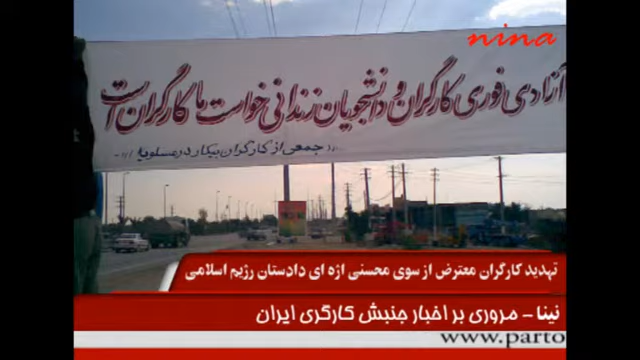 nina
آزادی فوری کارگران و دانشجویان زندانی خواست ما کارگران است
جمعی از کارگران بیکار در عسلویه
تهدید کارگران معترض از سوی محسنی اژه ای دادستان رژیم اسلامی
نینا - مروری بر اخبار جنبش کارگری ایران
www.parto